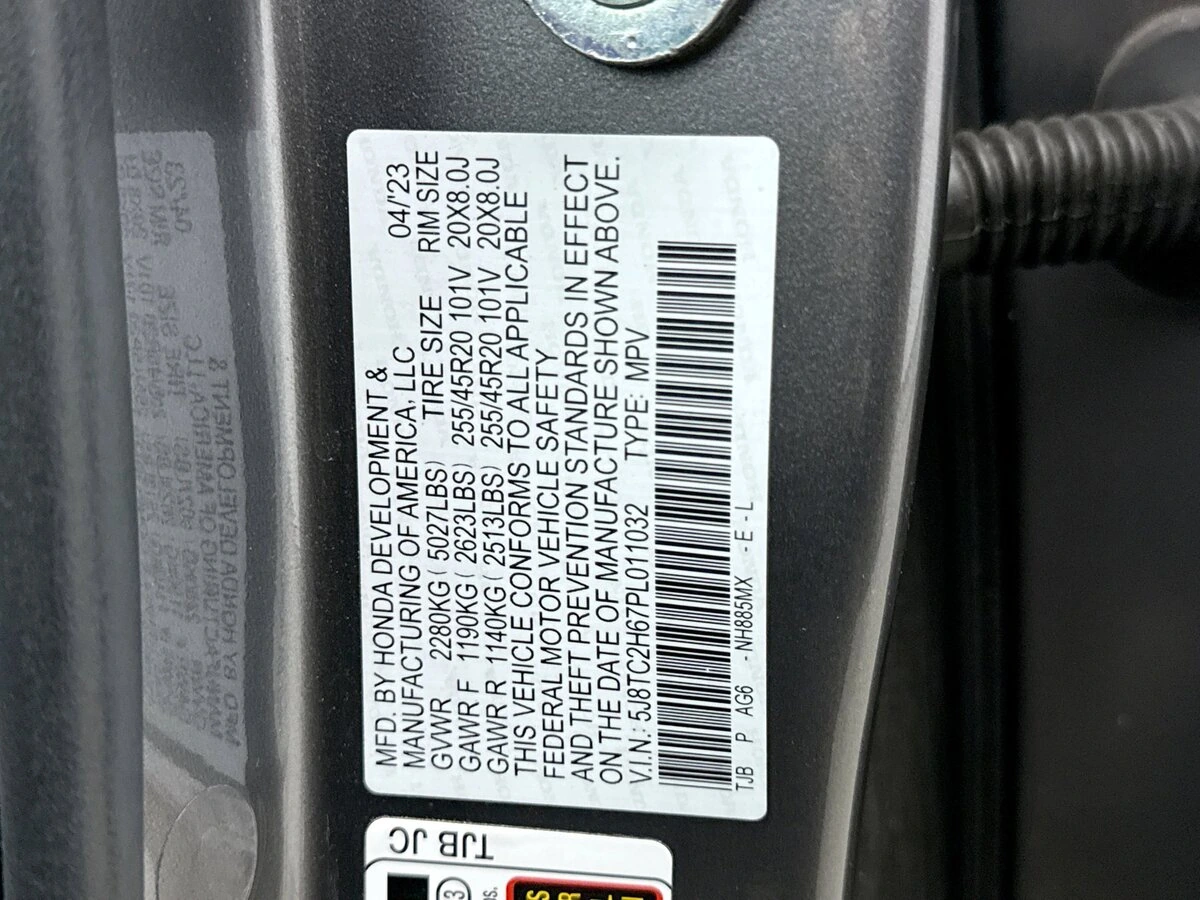 MFD. BY HONDA DEVELOPMENT &
MANUFACTURING OF AMERICA, LLC 04/'23
GVWR 2280KG ( 5027LBS) TIRE SIZE RIM SIZE
GAWR F 1190KG ( 2623LBS) 255/45R20 101V 20X8.0J
GAWR R 1140KG ( 2513LBS) 255/45R20 101V 20X8.0J
THIS VEHICLE CONFORMS TO ALL APPLICABLE
FEDERAL MOTOR VEHICLE SAFETY
AND THEFT PREVENTION STANDARDS IN EFFECT
ON THE DATE OF MANUFACTURE SHOWN ABOVE.
V.I.N.: 5J8TC2H67PL011032 TYPE: MPV
TJB P AG6 - NH885MX - E - L
TJB JC
3